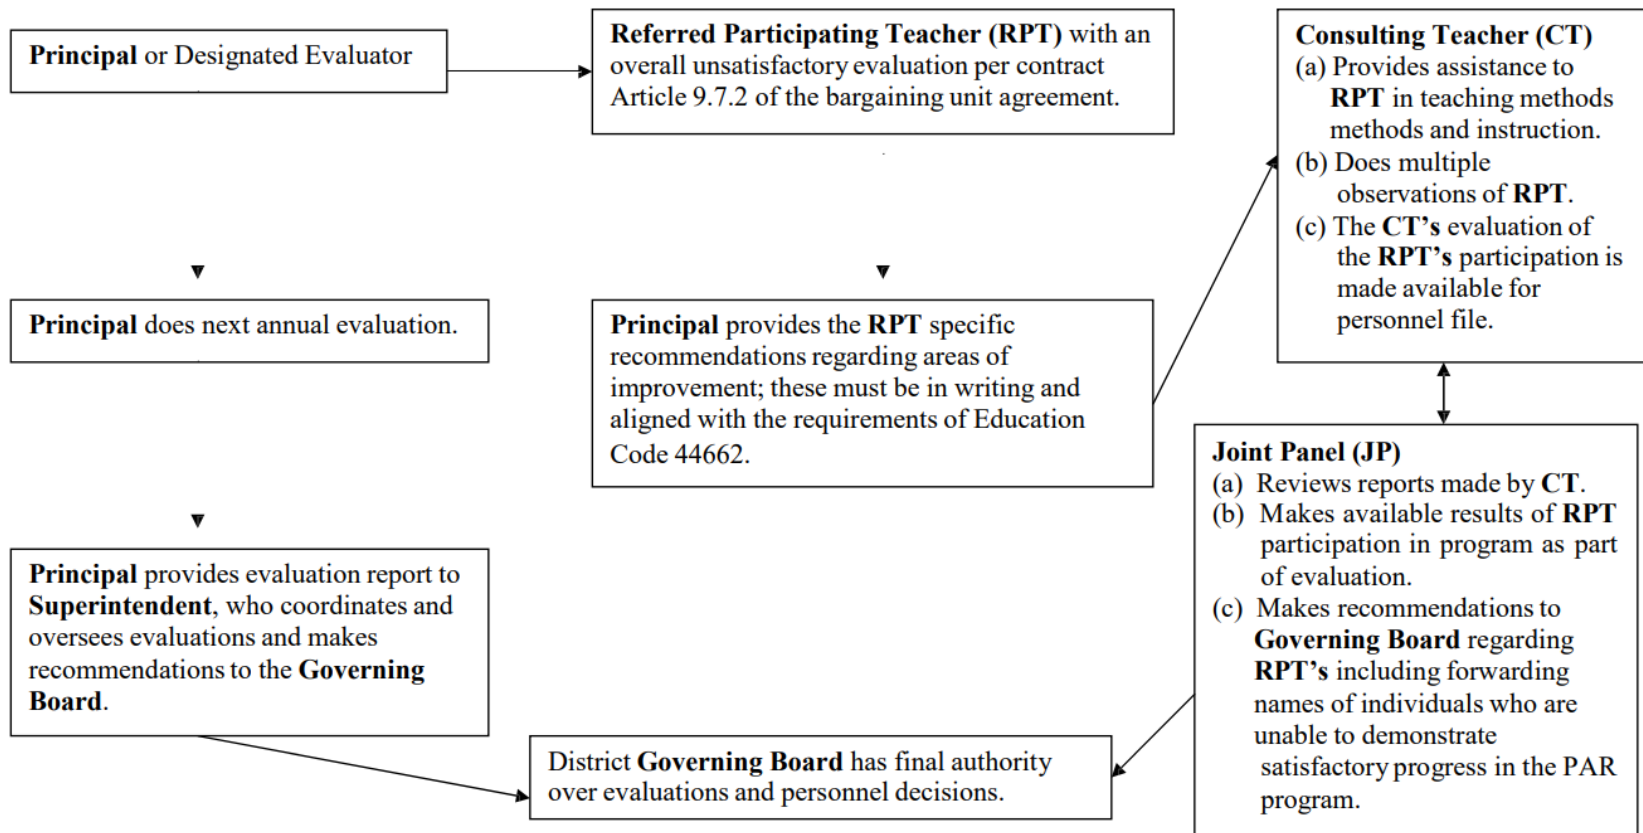 Principal or Designated Evaluator
Referred Participating Teacher (RPT) with an
overall unsatisfactory evaluation per contract
Article 9.7.2 of the bargaining unit agreement.
Consulting Teacher (CT)
(a) Provides assistance to
RPT in teaching methods
methods and instruction.
(b) Does multiple
observations of RPT.
(c) The CT’s evaluation of
the RPT’s participation is
made available for
personnel file.
Principal does next annual evaluation.
Principal provides the RPT specific
recommendations regarding areas of
improvement; these must be in writing and
aligned with the requirements of Education
Code 44662.
Joint Panel (JP)
(a) Reviews reports made by CT.
(b) Makes available results of RPT
participation in program as part
of evaluation.
(c) Makes recommendations to
Governing Board regarding
RPT’s including forwarding
names of individuals who are
unable to demonstrate
satisfactory progress in the PAR
program.
Principal provides evaluation report to
Superintendent, who coordinates and
oversees evaluations and makes
recommendations to the Governing
Board.
District Governing Board has final authority
over evaluations and personnel decisions.